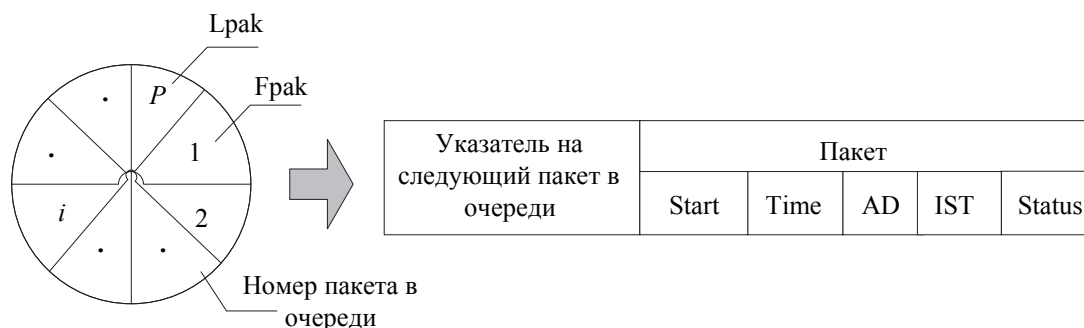 Lpak
P
Fpak
1
i
2
Номер пакета в
очереди
Указатель на
следующий пакет в
очереди
Пакет
Start Time AD IST Status